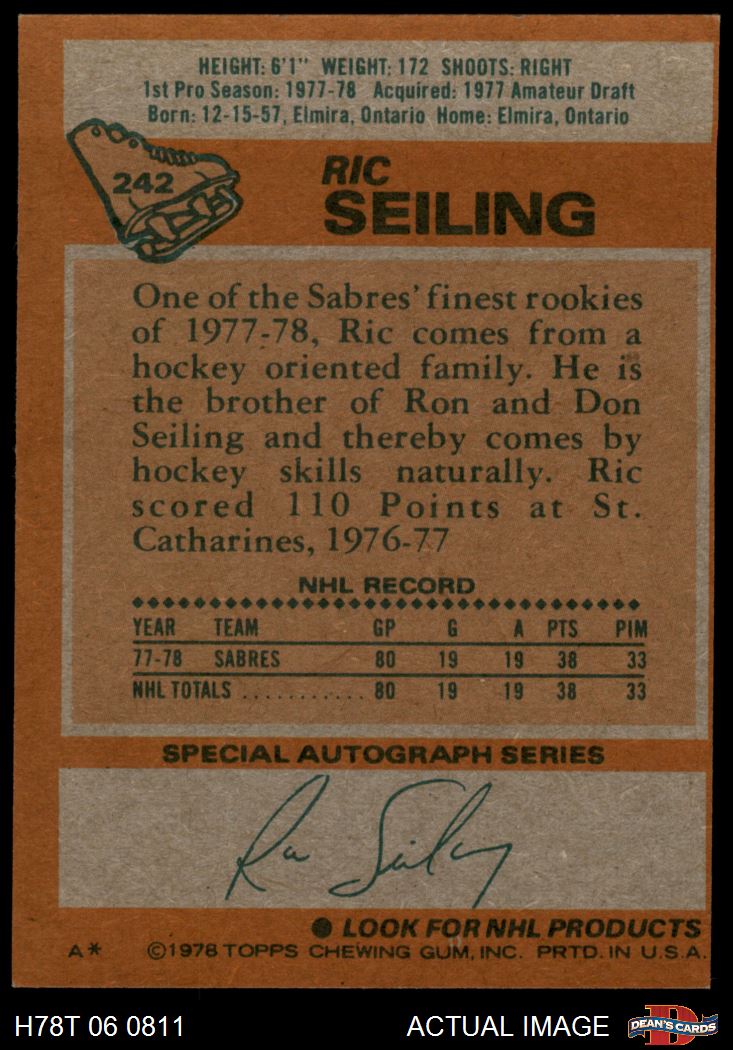 HEIGHT: 6'1" WEIGHT: 172 SHOOTS: RIGHT
1st Pro Season: 1977-78 Acquired: 1977 Amateur Draft
Born: 12-15-57, Elmira, Ontario Home: Elmira, Ontario
242
RIC
SEILING
One of the Sabres' finest rookies
of 1977-78, Ric comes from a
hockey oriented family. He is
the brother of Ron and Don
Seiling and thereby comes by
hockey skills naturally. Ric
scored 110 Points at St.
Catharines, 1976-77
NHL RECORD
YEAR TEAM GP G A PTS PIM
77-78 SABRES 80 19 19 38 33
NHL TOTALS ............ 80 19 19 38 33
SPECIAL AUTOGRAPH SERIES
Ric Seiling
● LOOK FOR NHL PRODUCTS
A* ©1978 TOPPS CHEWING GUM, INC. PRTD. IN U.S.A.
H78T 06 0811 ACTUAL IMAGE D DEAN'S CARDS